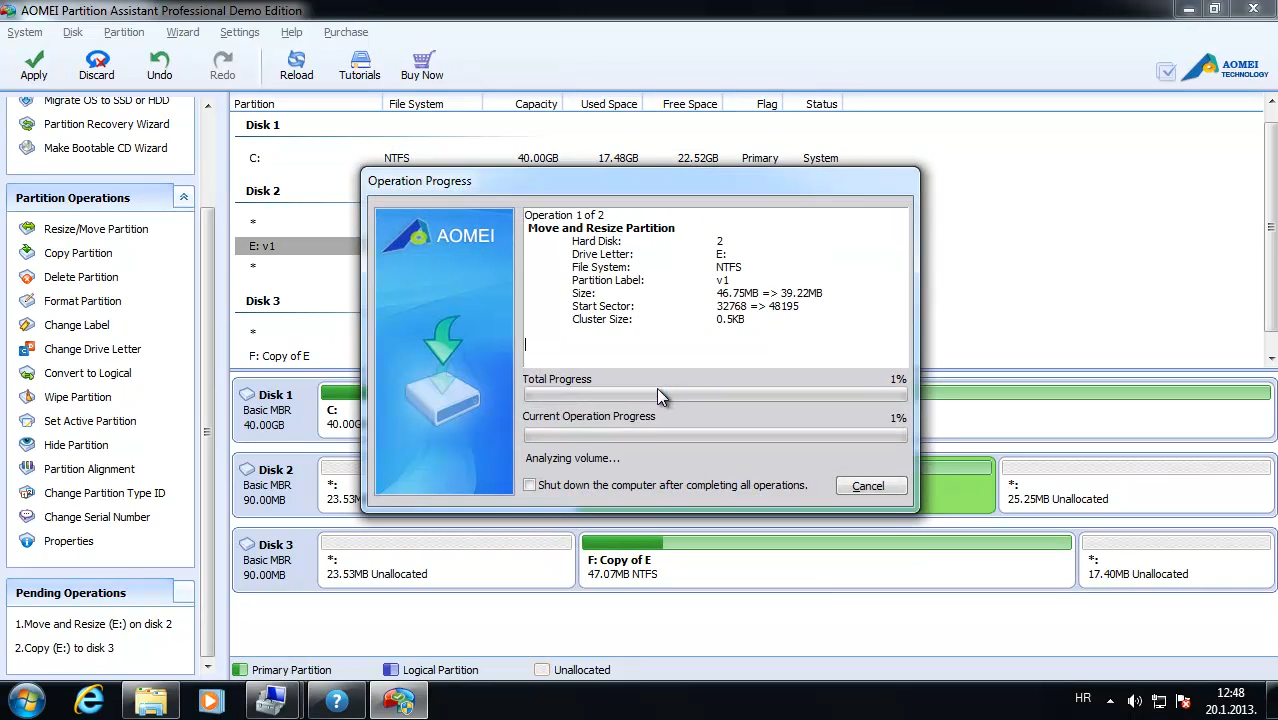 AOMEI Partition Assistant Professional Demo Edition
System Disk Partition Wizard Settings Help Purchase
Apply Discard Undo Redo Reload Tutorials Buy Now
AOMEI
TECHNOLOGY
Migrate OS to SSD or HDD
Partition Recovery Wizard
Make Bootable CD Wizard
Partition Operations
Resize/Move Partition
Copy Partition
Delete Partition
Format Partition
Change Label
Change Drive Letter
Convert to Logical
Wipe Partition
Set Active Partition
Hide Partition
Partition Alignment
Change Partition Type ID
Change Serial Number
Properties
Pending Operations
1.Move and Resize (E:) on disk 2
2.Copy (E:) to disk 3
Partition File System Capacity Used Space Free Space Flag Status
Disk 1
C: NTFS 40.00GB 17.48GB 22.52GB Primary System
Disk 2
*
E: v1
*
Disk 3
*
F: Copy of E
Operation Progress
AOMEI
Operation 1 of 2
Move and Resize Partition
Hard Disk: 2
Drive Letter: E:
File System: NTFS
Partition Label: v1
Size: 46.75MB => 39.22MB
Start Sector: 32768 => 48195
Cluster Size: 0.5KB
Total Progress 1%
Current Operation Progress 1%
Analyzing volume...
Shut down the computer after completing all operations.
Cancel
Disk 1
Basic MBR
40.00GB
C:
40.00G
Disk 2
Basic MBR
90.00MB
*:
23.53M
*:
25.25MB Unallocated
Disk 3
Basic MBR
90.00MB
*:
23.53MB Unallocated
F: Copy of E
47.07MB NTFS
*:
17.40MB Unallocated
Primary Partition Logical Partition Unallocated
HR
12:48
20.1.2013.